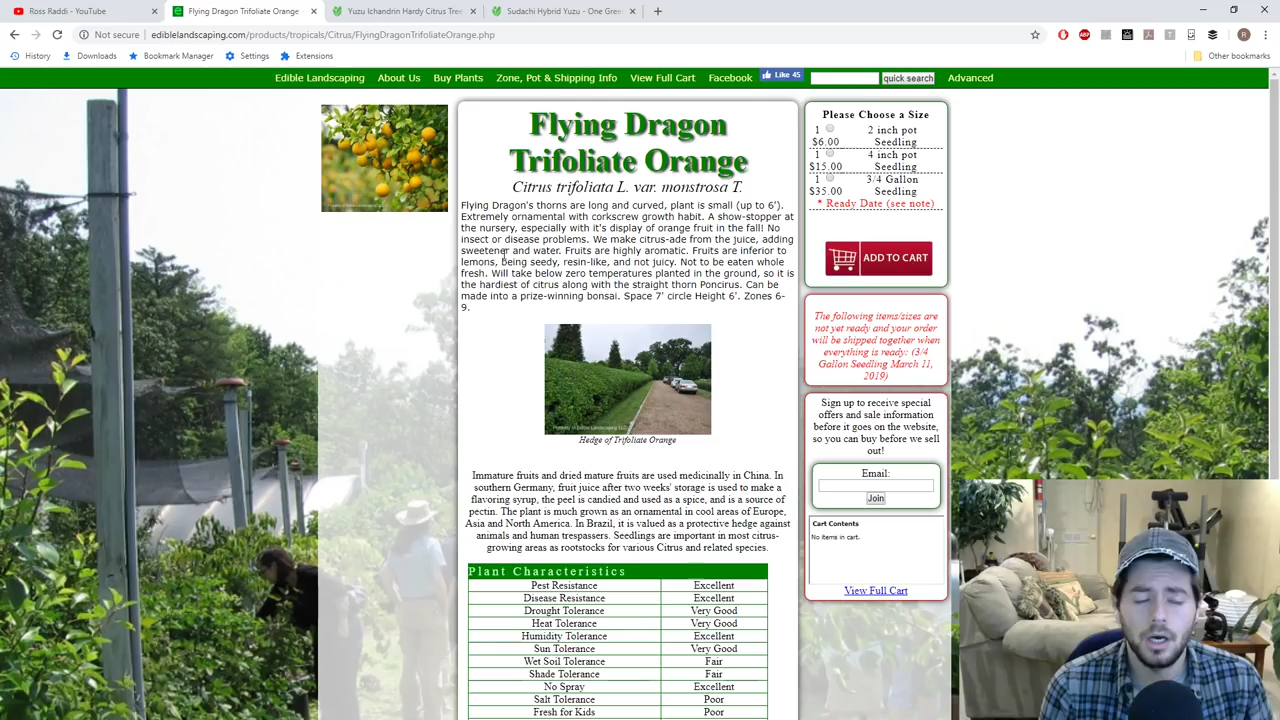 Ross Raddi - YouTube
Flying Dragon Trifoliate Orange
Yuzu Ichandrin Hardy Citrus Tree
Sudachi Hybrid Yuzu - One Green
Not secure
ediblelandscaping.com/products/tropicals/Citrus/FlyingDragonTrifoliateOrange.php
History
Downloads
Bookmark Manager
Settings
Extensions
Other bookmarks
Edible Landscaping
About Us
Buy Plants
Zone, Pot & Shipping Info
View Full Cart
Facebook
Like 45
quick search
Advanced
Flying Dragon
Trifoliate Orange
Citrus trifoliata L. var. monstrosa T.
Flying Dragon's thorns are long and curved, plant is small (up to 6').
Extremely ornamental with corkscrew growth habit. A show-stopper at
the nursery, especially with it's display of orange fruit in the fall! No
insect or disease problems. We make citrus-ade from the juice, adding
sweetener and water. Fruits are highly aromatic. Fruits are inferior to
lemons, being seedy, resin-like, and not juicy. Not to be eaten whole
fresh. Will take below zero temperatures planted in the ground, so it is
the hardiest of citrus along with the straight thorn Poncirus. Can be
made into a prize-winning bonsai. Space 7' circle Height 6'. Zones 6-
9.
Property of Edible Landscaping LLC
Hedge of Trifoliate Orange
Immature fruits and dried mature fruits are used medicinally in China. In
southern Germany, fruit juice after two weeks' storage is used to make a
flavoring syrup, the peel is candied and used as a spice, and is a source of
pectin. The plant is much grown as an ornamental in cool areas of Europe,
Asia and North America. In Brazil, it is valued as a protective hedge against
animals and human trespassers. Seedlings are important in most citrus-
growing areas as rootstocks for various Citrus and related species.
Plant Characteristics
Pest Resistance Excellent
Disease Resistance Excellent
Drought Tolerance Very Good
Heat Tolerance Very Good
Humidity Tolerance Excellent
Sun Tolerance Very Good
Wet Soil Tolerance Fair
Shade Tolerance Fair
No Spray Excellent
Salt Tolerance Poor
Fresh for Kids Poor
Please Choose a Size
1 2 inch pot
$6.00 Seedling
1 4 inch pot
$15.00 Seedling
1 3/4 Gallon
$35.00 Seedling
* Ready Date (see note)
ADD TO CART
The following items/sizes are
not yet ready and your order
will be shipped together when
everything is ready: (3/4
Gallon Seedling March 11,
2019)
Sign up to receive special
offers and sale information
before it goes on the website,
so you can buy before we sell
out!
Email:
Join
Cart Contents
No items in cart.
View Full Cart